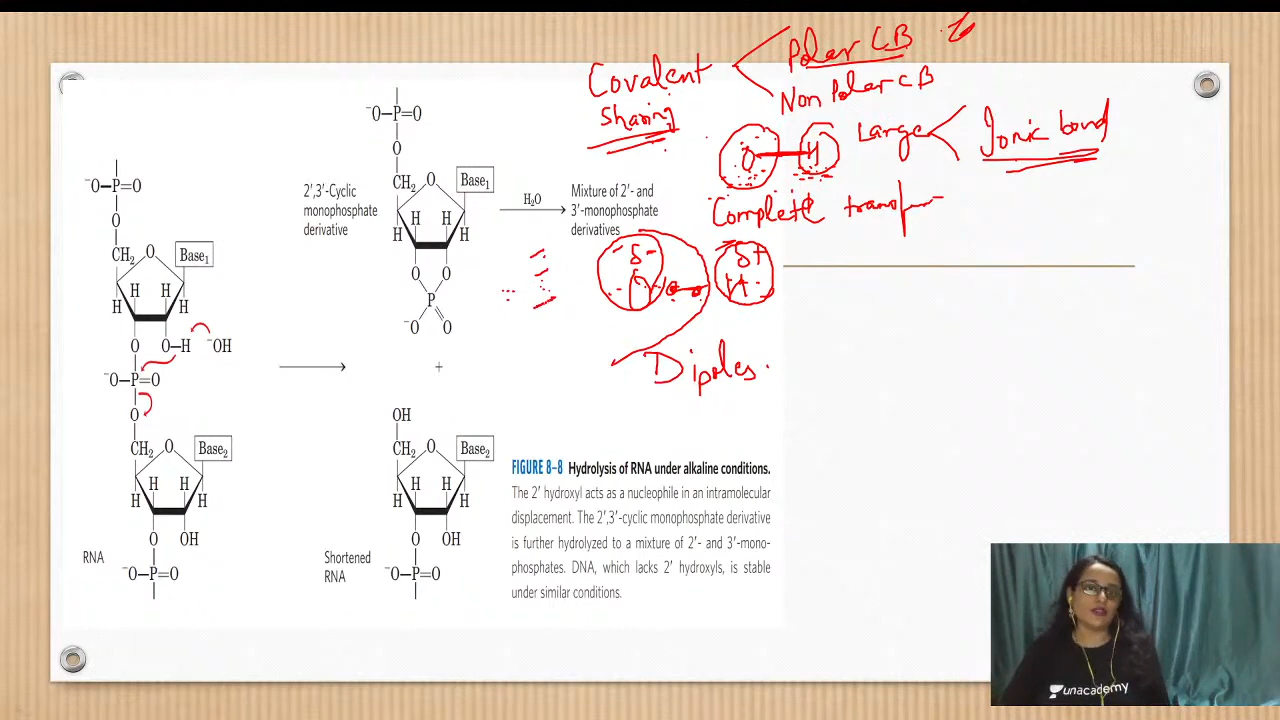 Covalent
Sharing
Polar CB
Non Polar CB
O
H
Large
Ionic bond
Complete transfer
δ-
δ+
O
H
Dipoles.
⁻O–P=O
O
CH₂
O
Base₁
H
H
H
H
O
O–H
⁻OH
⁻O–P=O
O
CH₂
O
Base₂
H
H
H
H
O
OH
RNA
⁻O–P=O
2′,3′-Cyclic
monophosphate
derivative
⁻O–P=O
O
CH₂
O
Base₁
H
H
H
H
O
O
P
⁻O
O
H₂O
Mixture of 2′- and
3′-monophosphate
derivatives
+
OH
CH₂
O
Base₂
H
H
H
H
O
OH
Shortened
RNA
⁻O–P=O
FIGURE 8–8 Hydrolysis of RNA under alkaline conditions.
The 2′ hydroxyl acts as a nucleophile in an intramolecular
displacement. The 2′,3′-cyclic monophosphate derivative
is further hydrolyzed to a mixture of 2′- and 3′-mono-
phosphates. DNA, which lacks 2′ hydroxyls, is stable
under similar conditions.
unacademy